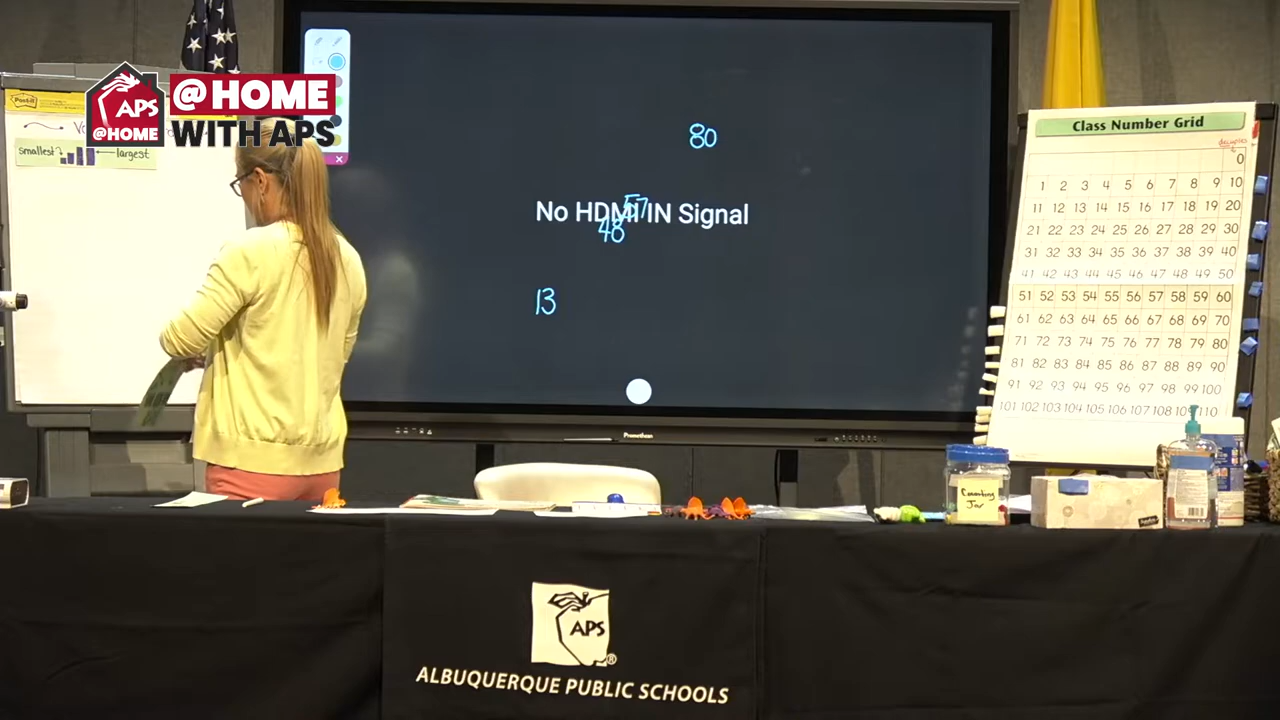 @HOME
WITH APS
APS
@HOME
Post-it
smallest
largest
80
57
No HDMI IN Signal
48
13
Promethean
Class Number Grid
decuples
0
1 2 3 4 5 6 7 8 9 10
11 12 13 14 15 16 17 18 19 20
21 22 23 24 25 26 27 28 29 30
31 32 33 34 35 36 37 38 39 40
41 42 43 44 45 46 47 48 49 50
51 52 53 54 55 56 57 58 59 60
61 62 63 64 65 66 67 68 69 70
71 72 73 74 75 76 77 78 79 80
81 82 83 84 85 86 87 88 89 90
91 92 93 94 95 96 97 98 99 100
101 102 103 104 105 106 107 108 109 110
Counting
Jar
APS
ALBUQUERQUE PUBLIC SCHOOLS